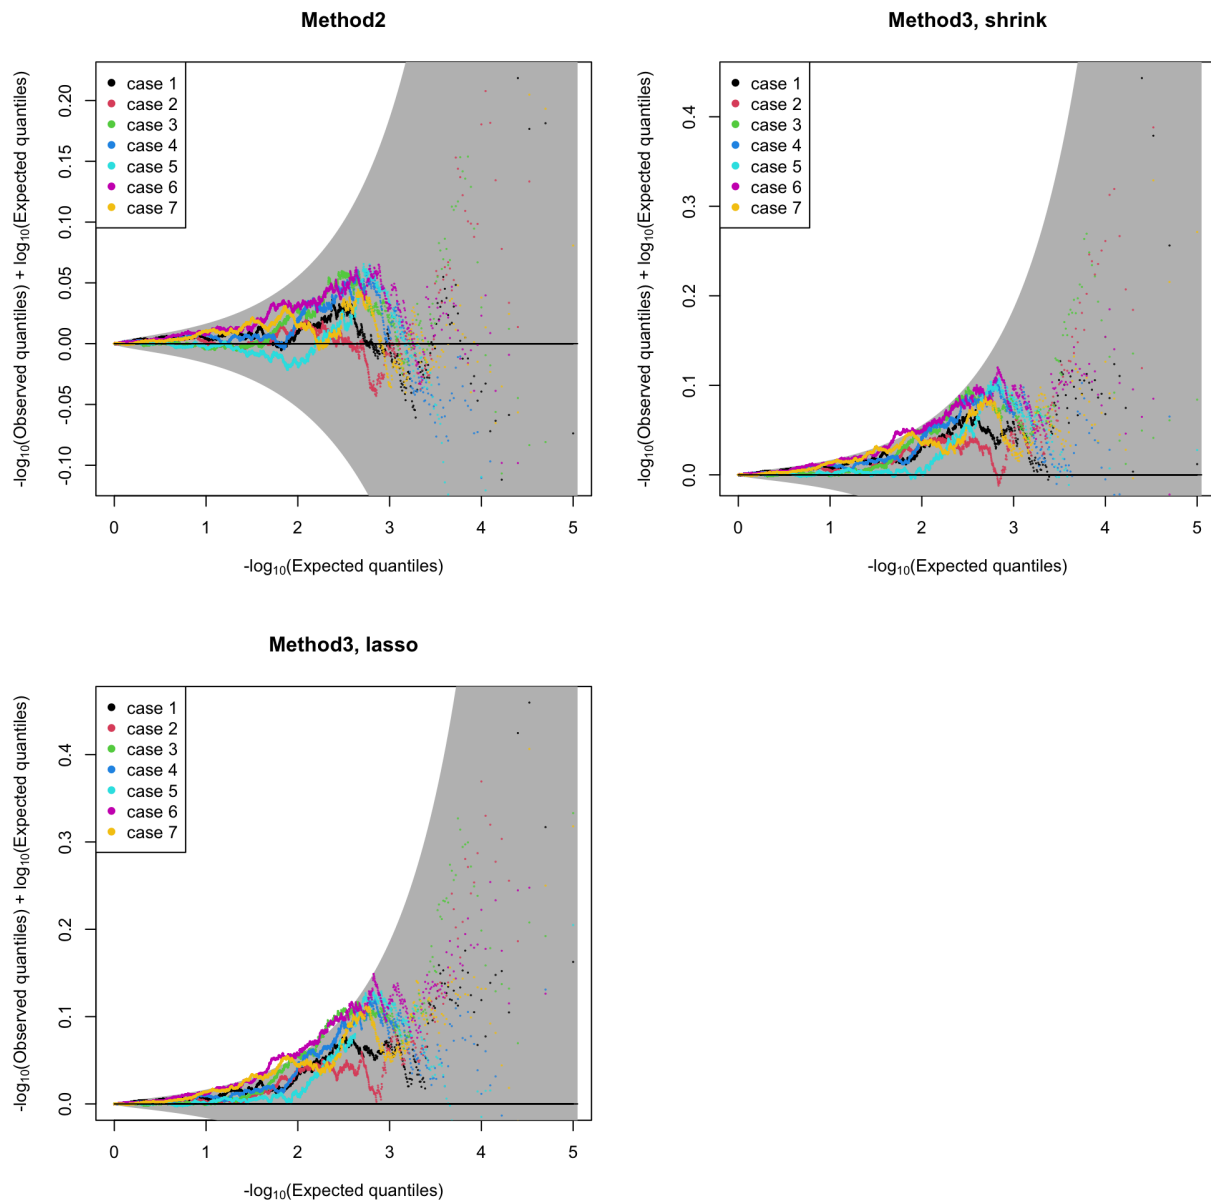 Method2
-log10(Observed quantiles) + log10(Expected quantiles)
0.20
0.15
0.10
0.05
0.00
-0.05
-0.10
case 1
case 2
case 3
case 4
case 5
case 6
case 7
0 1 2 3 4 5
-log10(Expected quantiles)
Method3, shrink
-log10(Observed quantiles) + log10(Expected quantiles)
0.4
0.3
0.2
0.1
0.0
case 1
case 2
case 3
case 4
case 5
case 6
case 7
0 1 2 3 4 5
-log10(Expected quantiles)
Method3, lasso
-log10(Observed quantiles) + log10(Expected quantiles)
0.4
0.3
0.2
0.1
0.0
case 1
case 2
case 3
case 4
case 5
case 6
case 7
0 1 2 3 4 5
-log10(Expected quantiles)